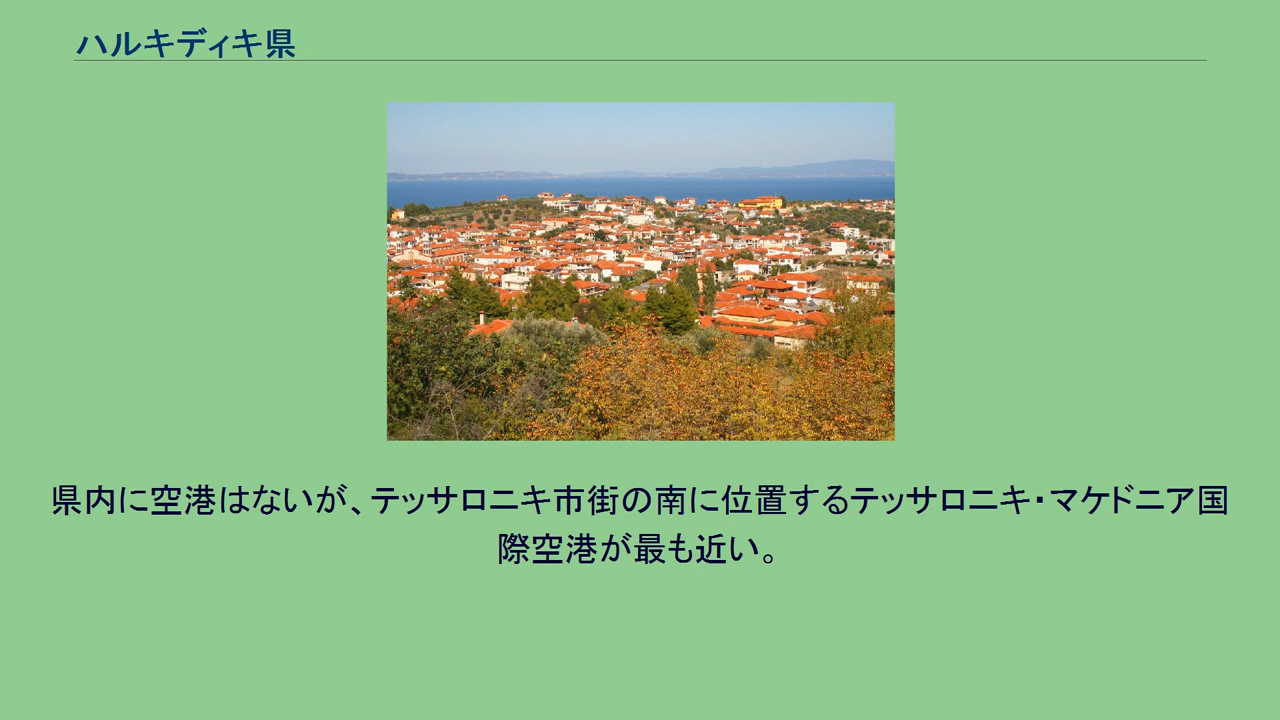 ハルキディキ県
県内に空港はないが、テッサロニキ市街の南に位置するテッサロニキ・マケドニア国
際空港が最も近い。